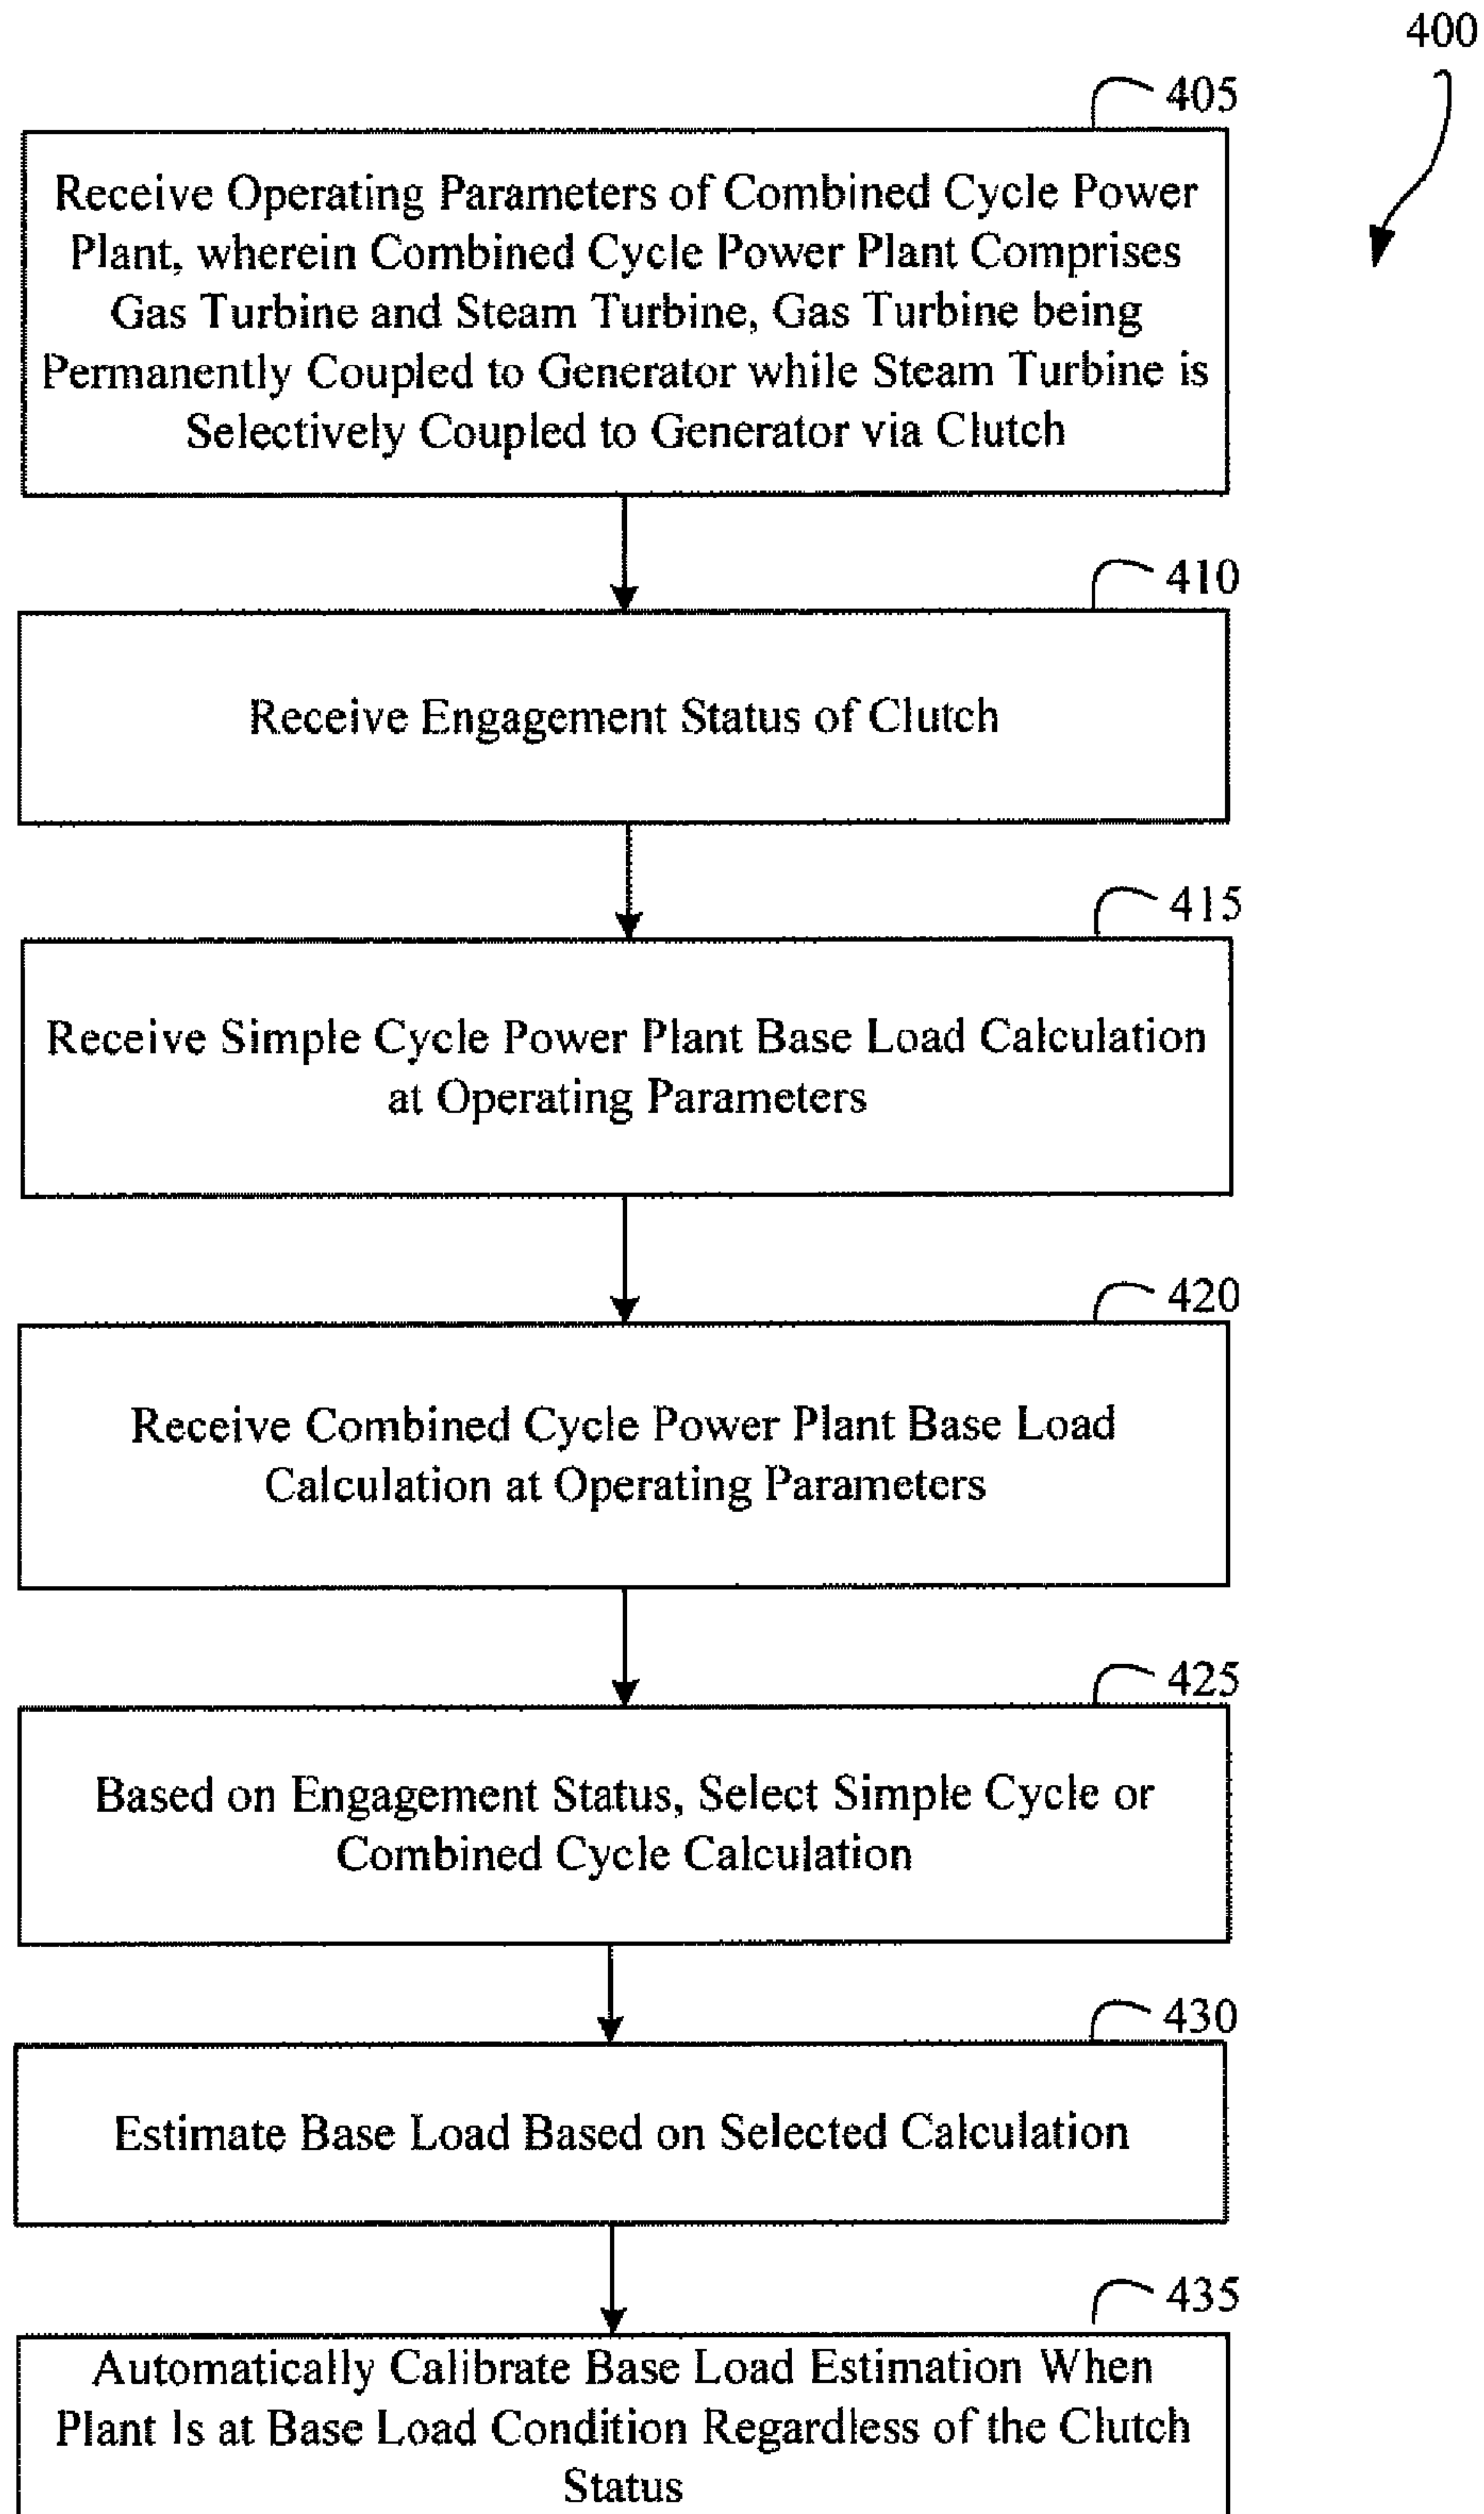 400
405
Receive Operating Parameters of Combined Cycle Power
Plant, wherein Combined Cycle Power Plant Comprises
Gas Turbine and Steam Turbine, Gas Turbine being
Permanently Coupled to Generator while Steam Turbine is
Selectively Coupled to Generator via Clutch
410
Receive Engagement Status of Clutch
415
Receive Simple Cycle Power Plant Base Load Calculation
at Operating Parameters
420
Receive Combined Cycle Power Plant Base Load
Calculation at Operating Parameters
425
Based on Engagement Status, Select Simple Cycle or
Combined Cycle Calculation
430
Estimate Base Load Based on Selected Calculation
435
Automatically Calibrate Base Load Estimation When
Plant Is at Base Load Condition Regardless of the Clutch
Status